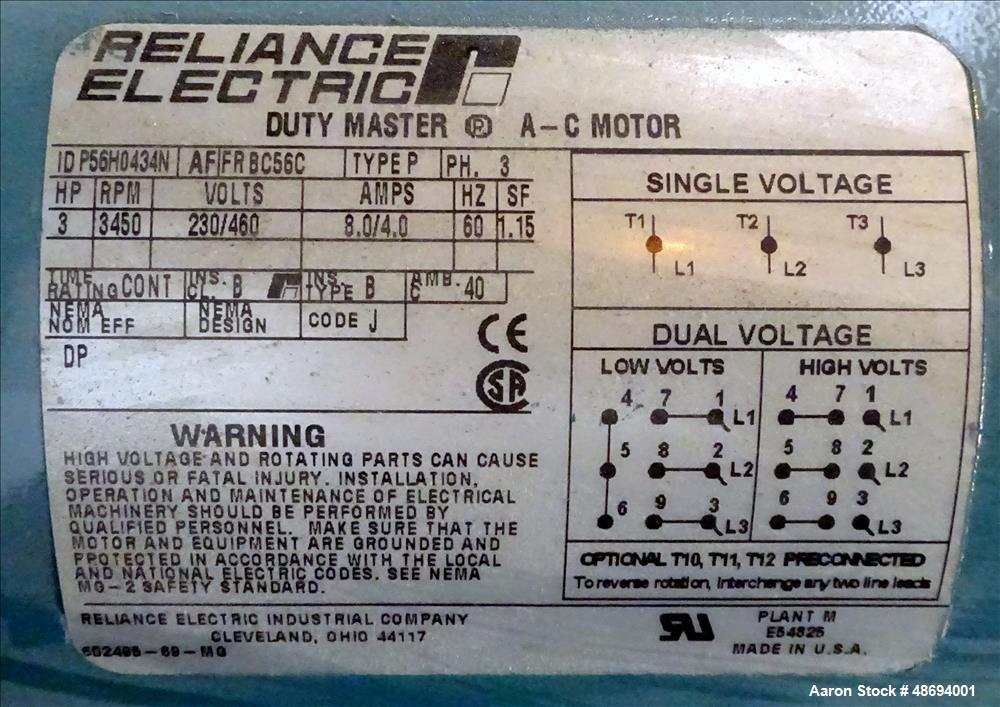 RELIANCE
ELECTRIC
DUTY MASTER ® A-C MOTOR
ID P56H0434N AF FR BC56C TYPE P PH. 3
HP RPM VOLTS AMPS HZ SF
3 3450 230/460 8.0/4.0 60 1.15
TIME RATING CONT INS. CL. B INS. TYPE B AMB. C 40
NEMA NOM EFF NEMA DESIGN CODE J
DP
CE
SA
WARNING
HIGH VOLTAGE AND ROTATING PARTS CAN CAUSE
SERIOUS OR FATAL INJURY. INSTALLATION,
OPERATION AND MAINTENANCE OF ELECTRICAL
MACHINERY SHOULD BE PERFORMED BY
QUALIFIED PERSONNEL. MAKE SURE THAT THE
MOTOR AND EQUIPMENT ARE GROUNDED AND
PROTECTED IN ACCORDANCE WITH THE LOCAL
AND NATIONAL ELECTRIC CODES. SEE NEMA
MG-2 SAFETY STANDARD.
SINGLE VOLTAGE
T1 T2 T3
L1 L2 L3
DUAL VOLTAGE
LOW VOLTS HIGH VOLTS
4 7 1 4 7 1
L1 L1
5 8 2 5 8 2
L2 L2
6 9 3 6 9 3
L3 L3
OPTIONAL T10, T11, T12 PRECONNECTED
To reverse rotation, interchange any two line leads
RELIANCE ELECTRIC INDUSTRIAL COMPANY
CLEVELAND, OHIO 44117
602495-69-MG
PLANT M
E54825
MADE IN U.S.A.
Aaron Stock # 48694001